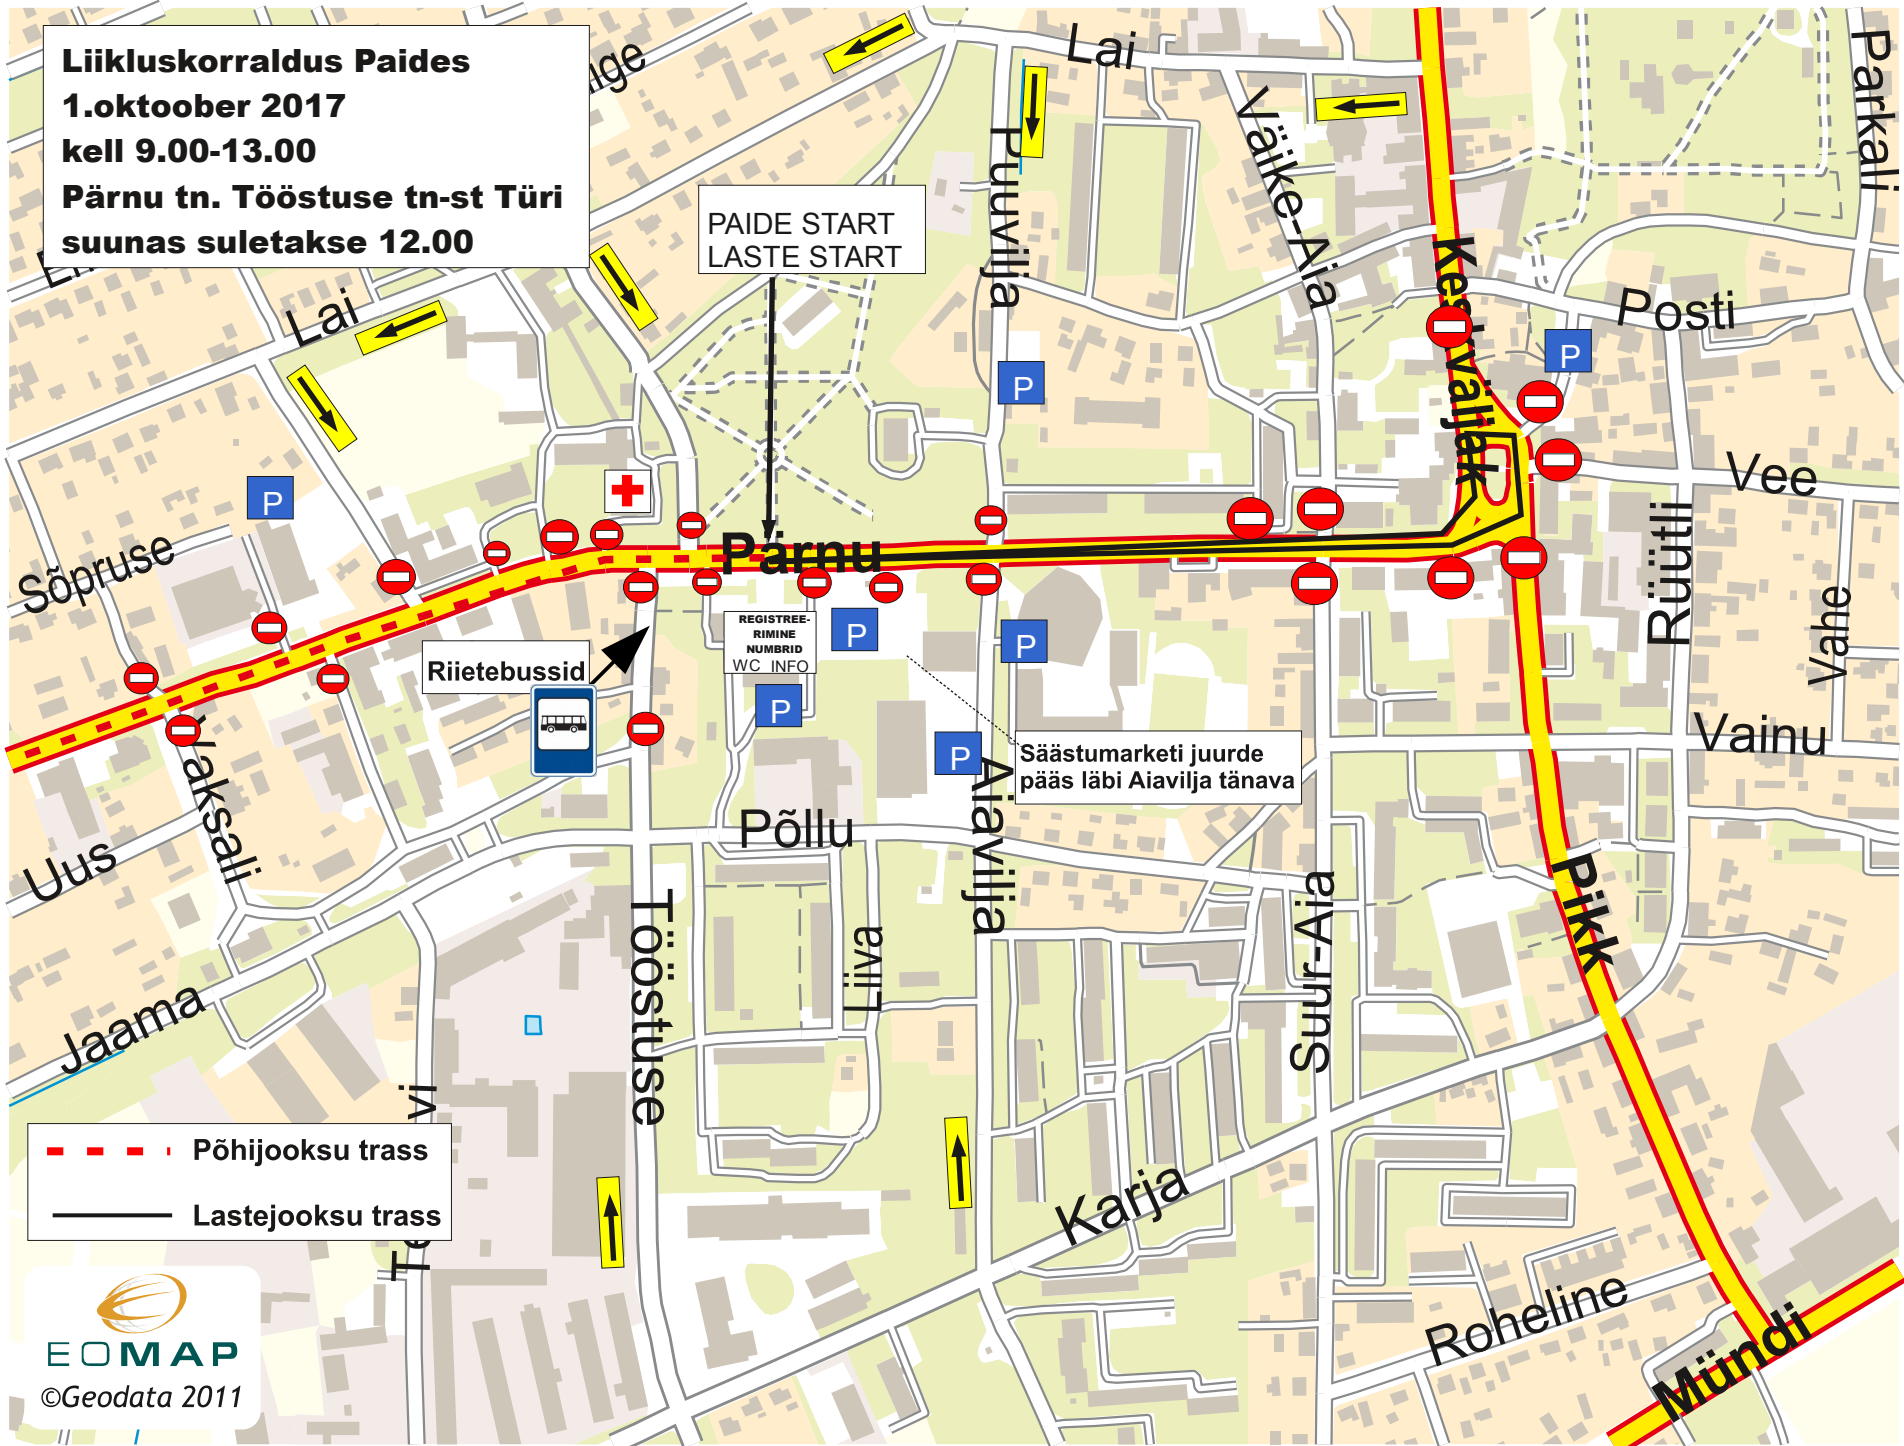 Liikluskorraldus Paides
1.oktoober 2017
kell 9.00-13.00
Pärnu tn. Tööstuse tn-st Türi
suunas suletakse 12.00
Lai
Väike-Aia
Parkali
Puuvilja
PAIDE START
LASTE START
Lai
Posti
Keskväljak
P
P
P
Vee
Sõpruse
Pärnu
Rüütli
Vahe
REGISTREE-
RIMINE
NUMBRID
WC INFO
P
P
P
P
Riietebussid
Säästumarketi juurde
pääs läbi Aiavilja tänava
Vainu
Vaksali
Uus
Põllu
Aiavilja
Pikk
Tööstuse
Liiva
Suur-Aia
Jaama
vi
Põhijooksu trass
Lastejooksu trass
Karja
Roheline
Mündi
EOMAP
©Geodata 2011